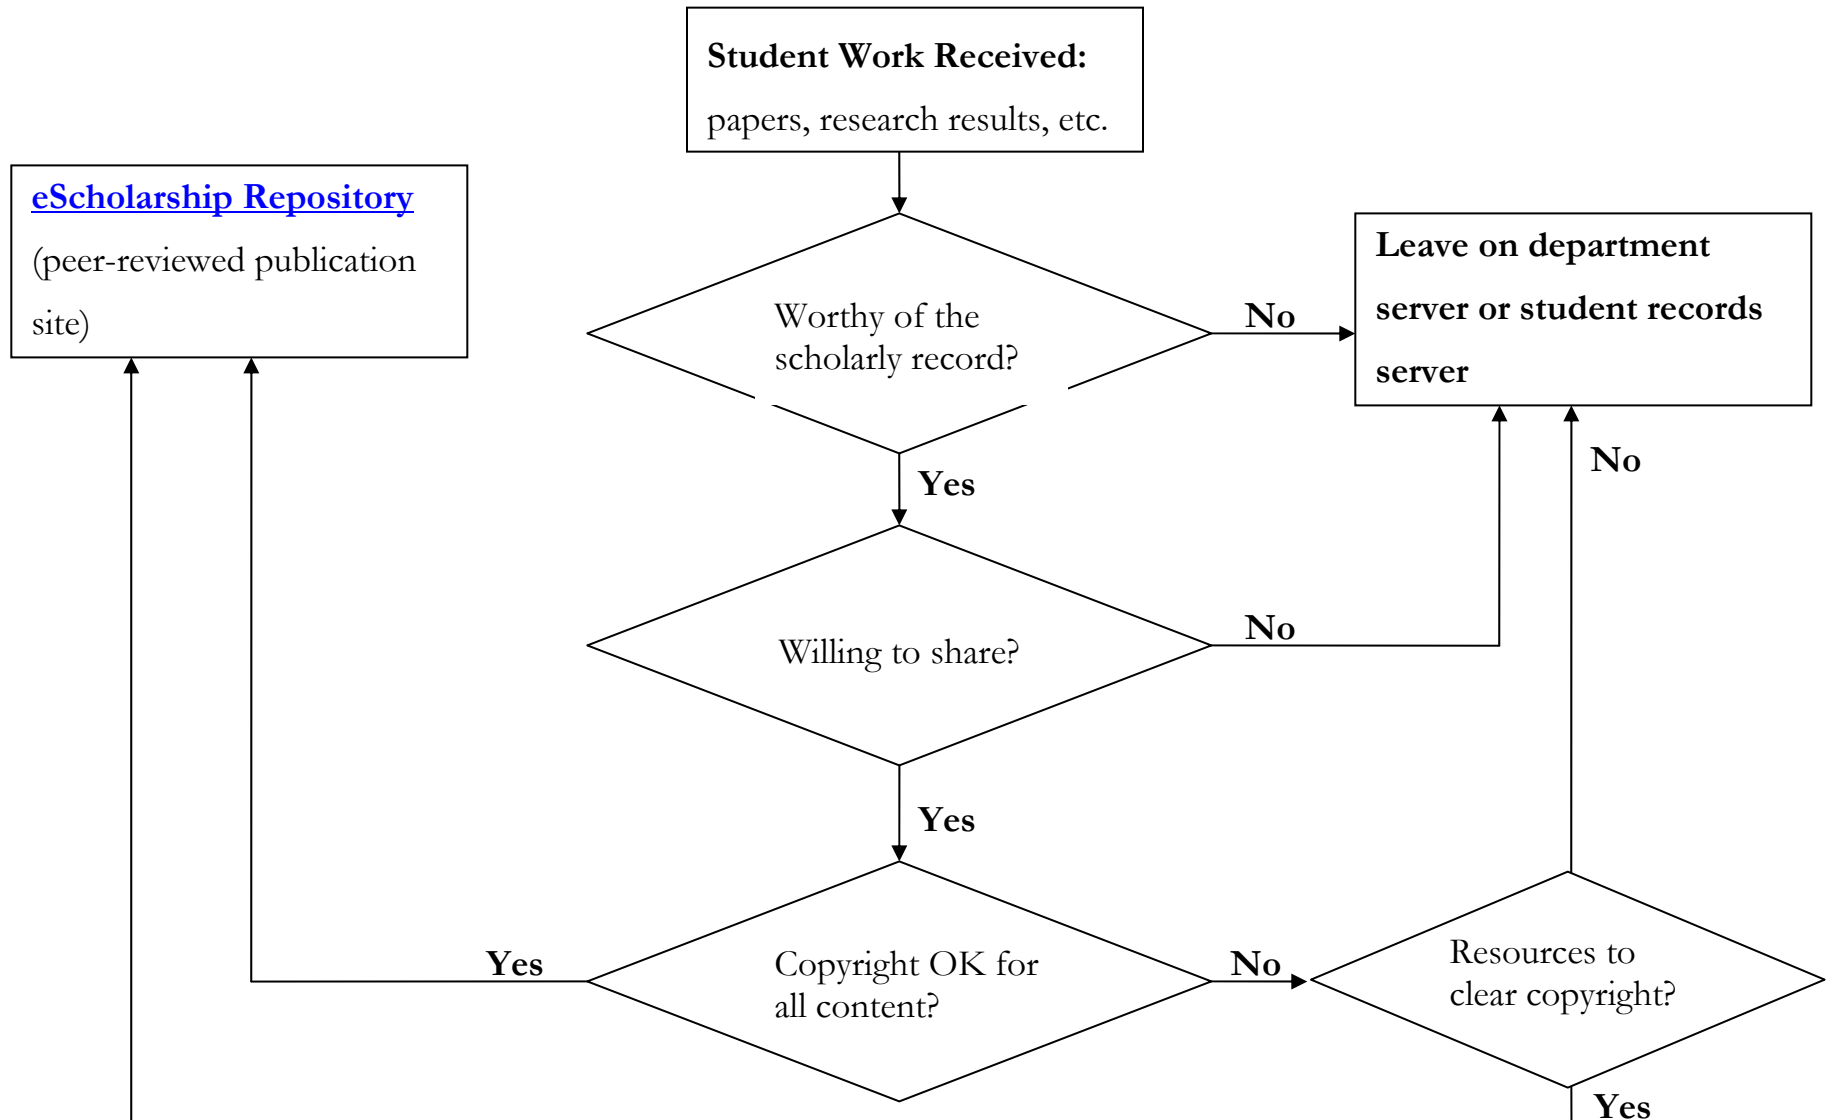 Student Work Received:
papers, research results, etc.
eScholarship Repository
(peer-reviewed publication
site)
Worthy of the
scholarly record?
No
Leave on department
server or student records
server
Yes
No
Willing to share?
No
Yes
Yes
Copyright OK for
all content?
No
Resources to
clear copyright?
Yes